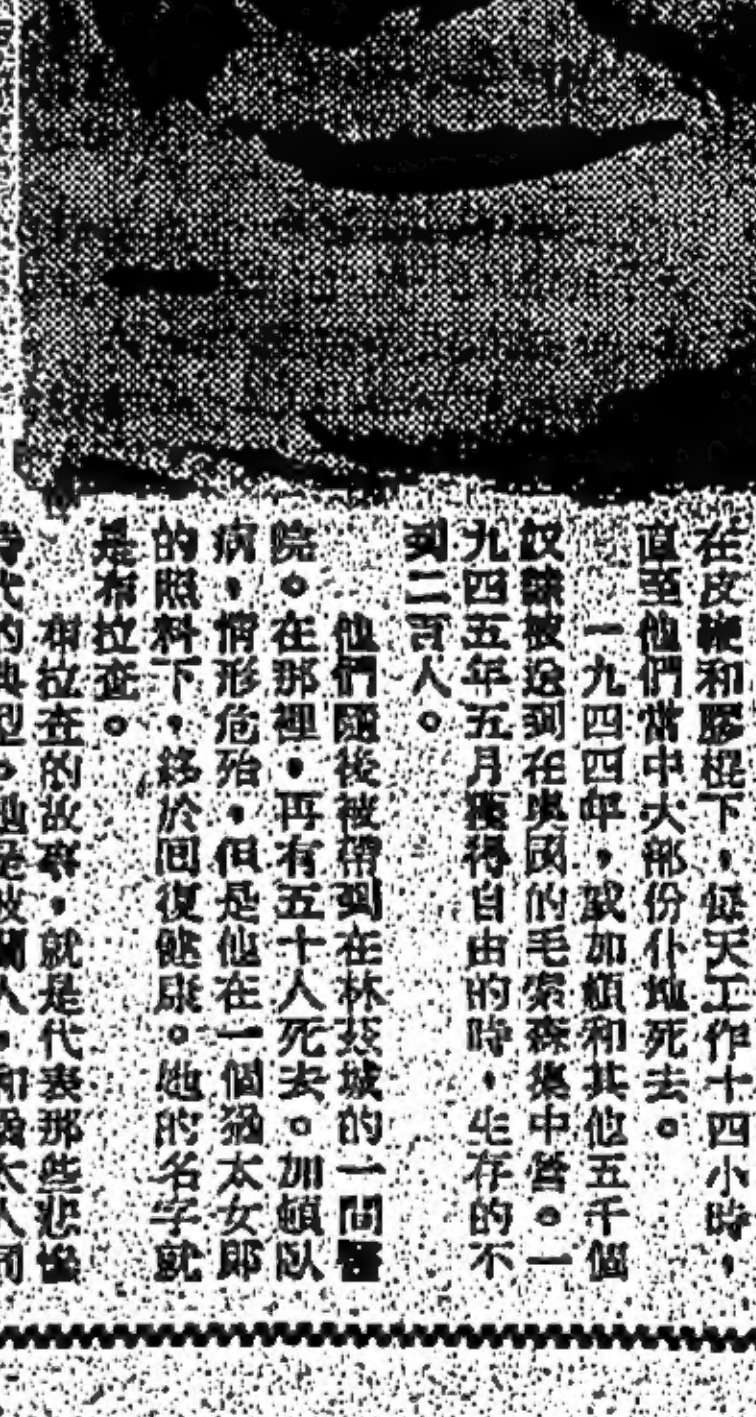 在皮鞭和膠棍下，每天工作十四小時，
直至他們當中大部份仆地死去。
一九四四年，加頓和其他五千個
奴隸被送到在奧國的毛索森集中營。一
九四五年五月獲得自由的時，生存的不
到二百人。
他們隨後被帶到在林茲城的一間醫
院。在那裡，再有五十人死去。加頓臥
病，情形危殆，但是他在一個猶太女郎
的照料下，終於回復健康。她的名字就
是布拉查。
布拉查的故事，就是代表那些悲慘
時代的典型。她是波蘭人，和猶太人同